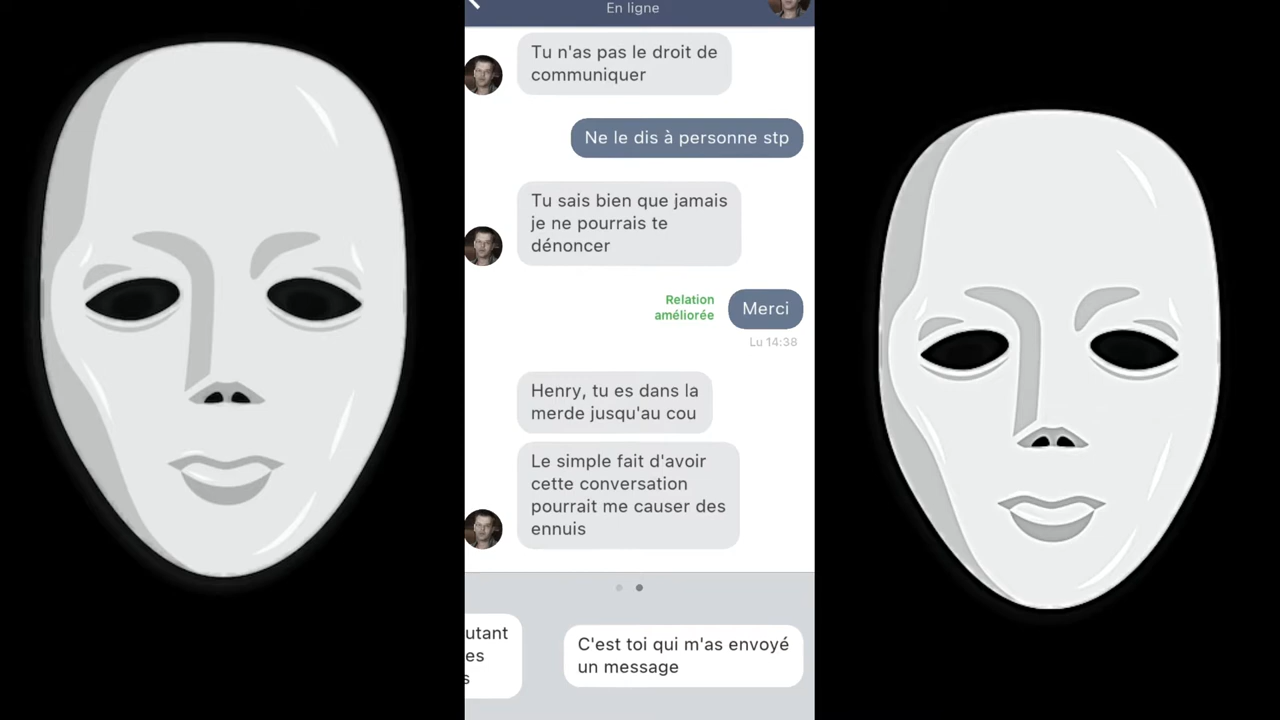 En ligne
Tu n'as pas le droit de
communiquer
Ne le dis à personne stp
Tu sais bien que jamais
je ne pourrais te
dénoncer
Relation
améliorée
Merci
Lu 14:38
Henry, tu es dans la
merde jusqu'au cou
Le simple fait d'avoir
cette conversation
pourrait me causer des
ennuis
utant
es
s
C'est toi qui m'as envoyé
un message